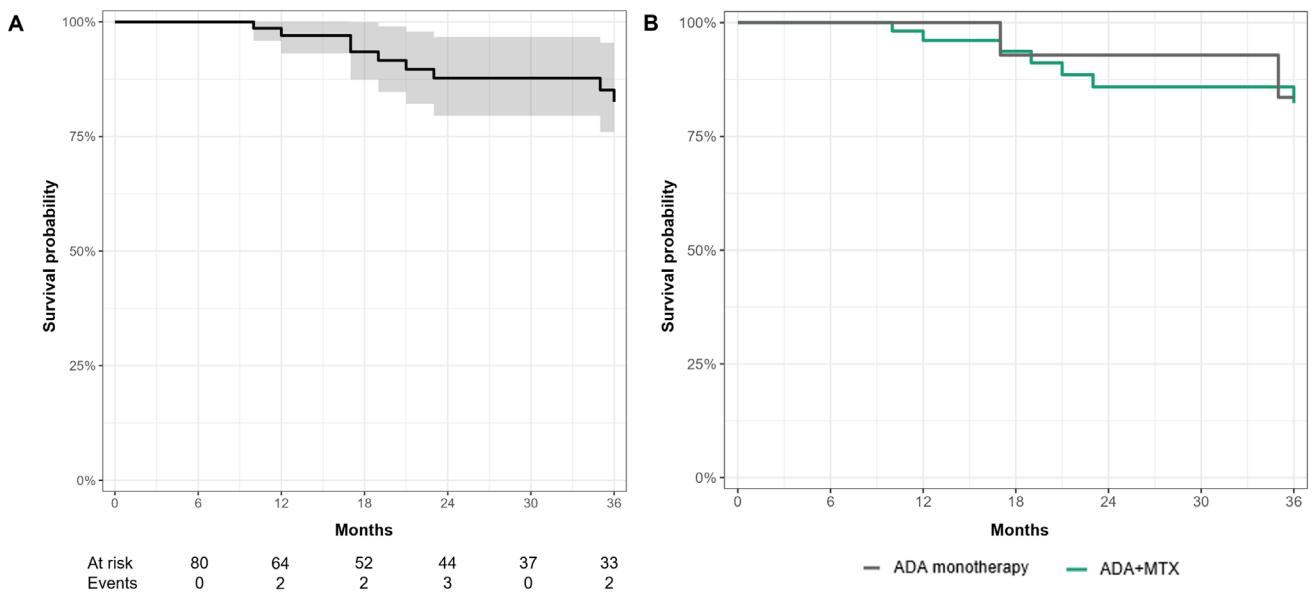 A
100%
75%
50%
25%
0%
Survival probability
0 6 12 18 24 30 36
Months
At risk 80 64 52 44 37 33
Events 0 2 2 3 0 2
B
100%
75%
50%
25%
0%
Survival probability
0 6 12 18 24 30 36
Months
ADA monotherapy ADA+MTX